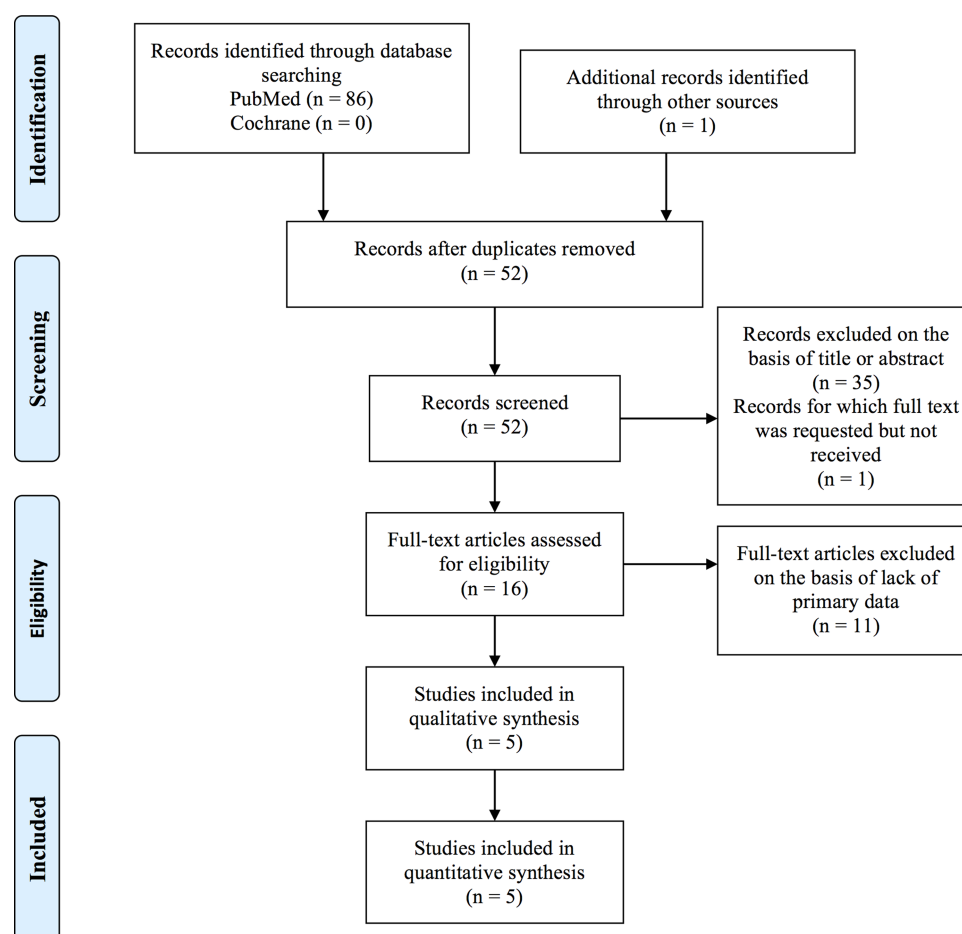 Identification
Records identified through database
searching
PubMed (n = 86)
Cochrane (n = 0)
Additional records identified
through other sources
(n = 1)
Records after duplicates removed
(n = 52)
Screening
Records screened
(n = 52)
Records excluded on the
basis of title or abstract
(n = 35)
Records for which full text
was requested but not
received
(n = 1)
Eligibility
Full-text articles assessed
for eligibility
(n = 16)
Full-text articles excluded
on the basis of lack of
primary data
(n = 11)
Studies included in
qualitative synthesis
(n = 5)
Included
Studies included in
quantitative synthesis
(n = 5)